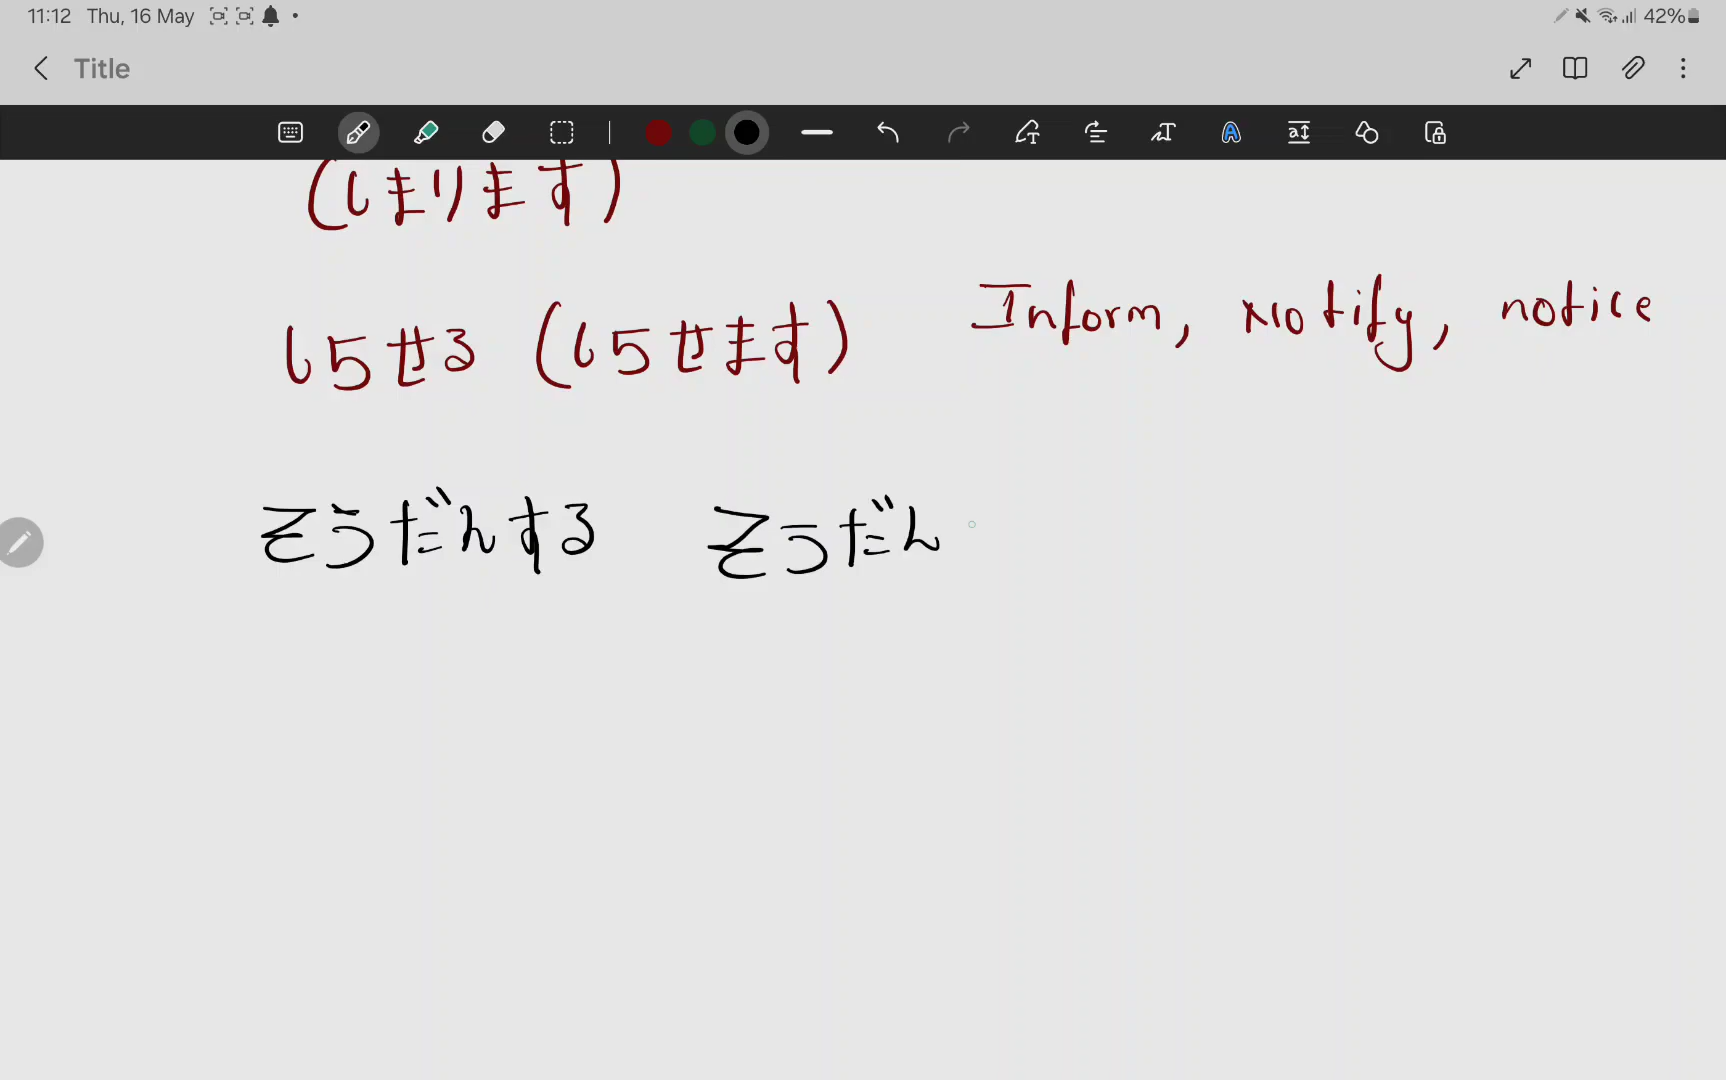 11:12 Thu, 16 May 42%
Title
(しまります)
しらせる (しらせます) Inform, Notify, notice
そうだんする そうだん